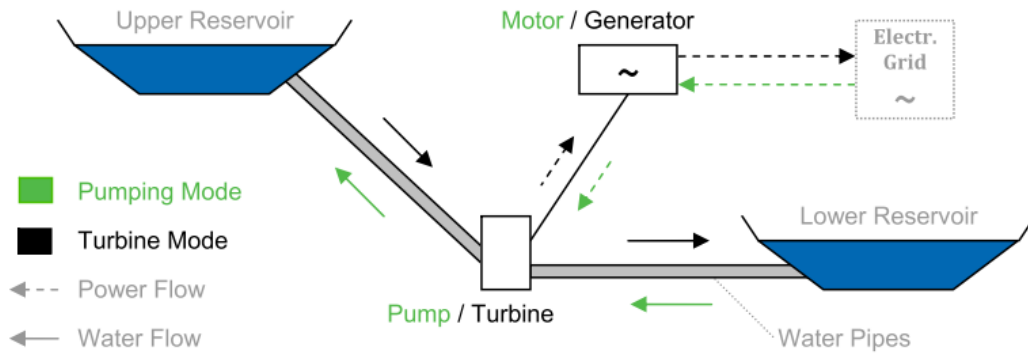 Upper Reservoir
Motor / Generator
Electr.
Grid
~
~
Pumping Mode
Turbine Mode
Power Flow
Water Flow
Lower Reservoir
Pump / Turbine
Water Pipes